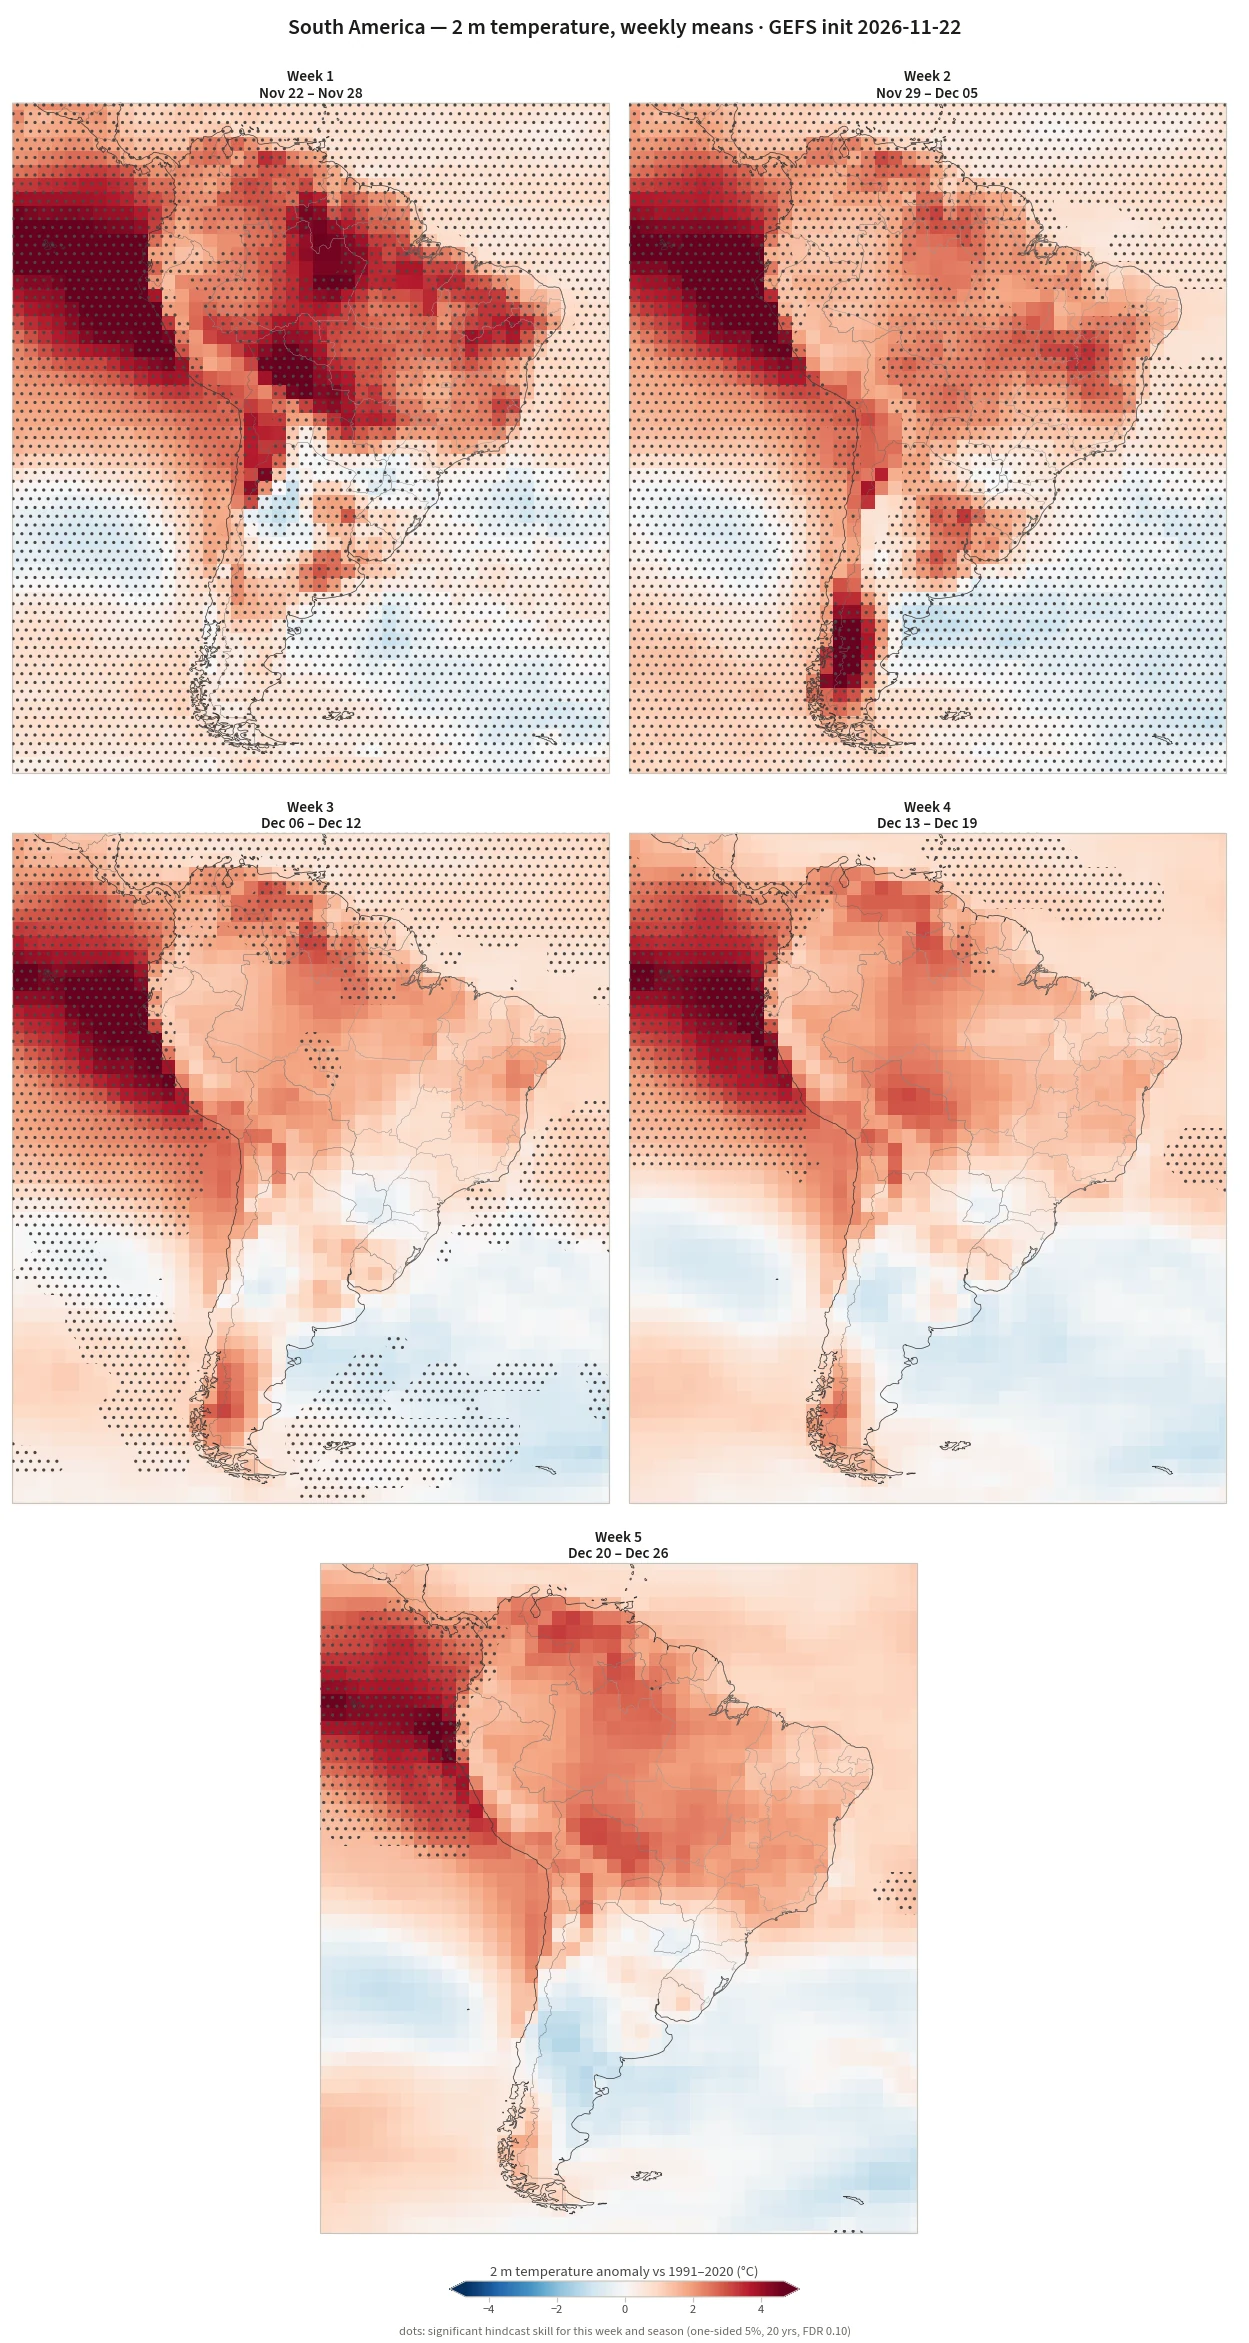 South America — 2 m temperature, weekly means · GEFS init 2026-11-22
Week 1
Nov 22 – Nov 28
Week 2
Nov 29 – Dec 05
Week 3
Dec 06 – Dec 12
Week 4
Dec 13 – Dec 19
Week 5
Dec 20 – Dec 26
2 m temperature anomaly vs 1991–2020 (°C)
−4 −2 0 2 4
dots: significant hindcast skill for this week and season (one-sided 5%, 20 yrs, FDR 0.10)